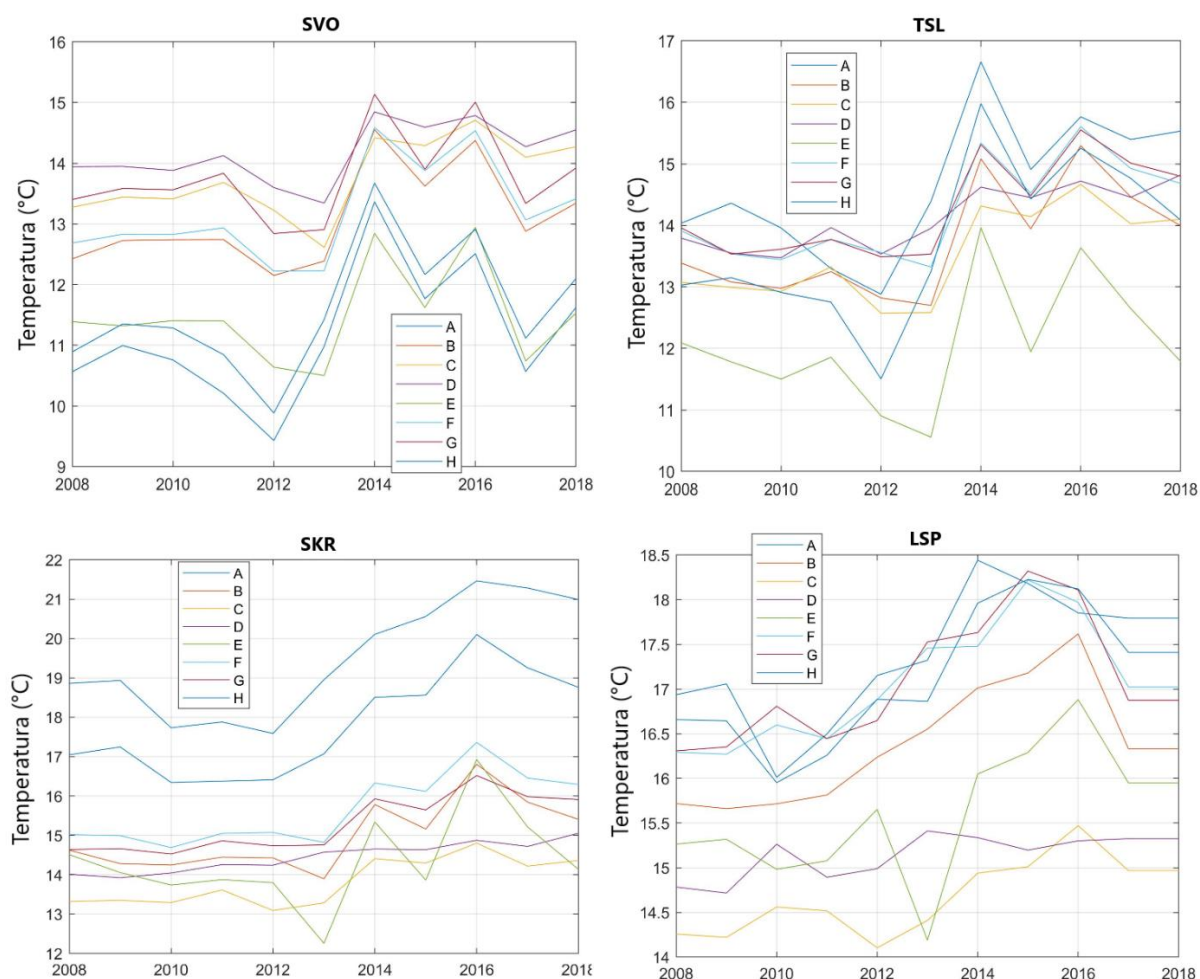 SVO
Temperatura (°C)
16
15
14
13
12
11
10
9
2008 2010 2012 2014 2016 2018
A
B
C
D
E
F
G
H
TSL
Temperatura (°C)
17
16
15
14
13
12
11
10
2008 2010 2012 2014 2016 2018
A
B
C
D
E
F
G
H
SKR
Temperatura (°C)
22
21
20
19
18
17
16
15
14
13
12
2008 2010 2012 2014 2016 2018
A
B
C
D
E
F
G
H
LSP
Temperatura (°C)
18.5
18
17.5
17
16.5
16
15.5
15
14.5
14
2008 2010 2012 2014 2016 2018
A
B
C
D
E
F
G
H